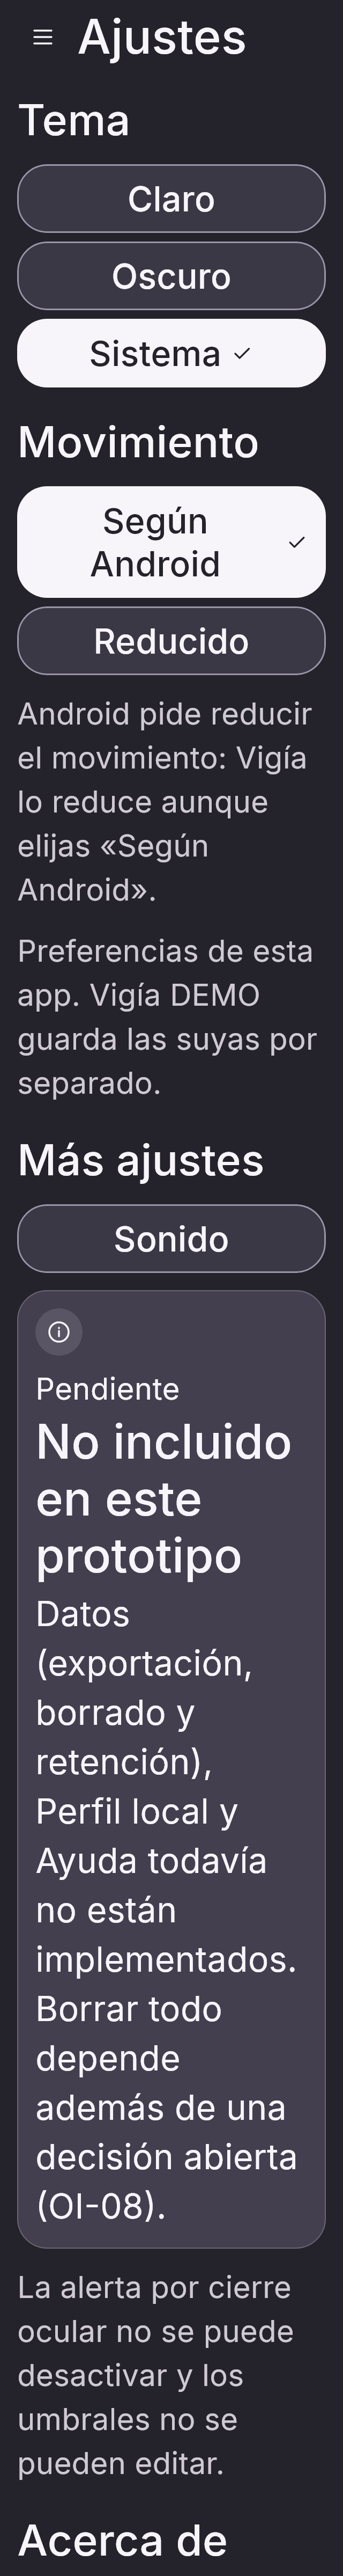 Ajustes
Tema
Claro
Oscuro
Sistema
Movimiento
Según
Android
Reducido
Android pide reducir
el movimiento: Vigía
lo reduce aunque
elijas «Según
Android».
Preferencias de esta
app. Vigía DEMO
guarda las suyas por
separado.
Más ajustes
Sonido
Pendiente
No incluido
en este
prototipo
Datos
(exportación,
borrado y
retención),
Perfil local y
Ayuda todavía
no están
implementados.
Borrar todo
depende
además de una
decisión abierta
(OI-08).
La alerta por cierre
ocular no se puede
desactivar y los
umbrales no se
pueden editar.
Acerca de